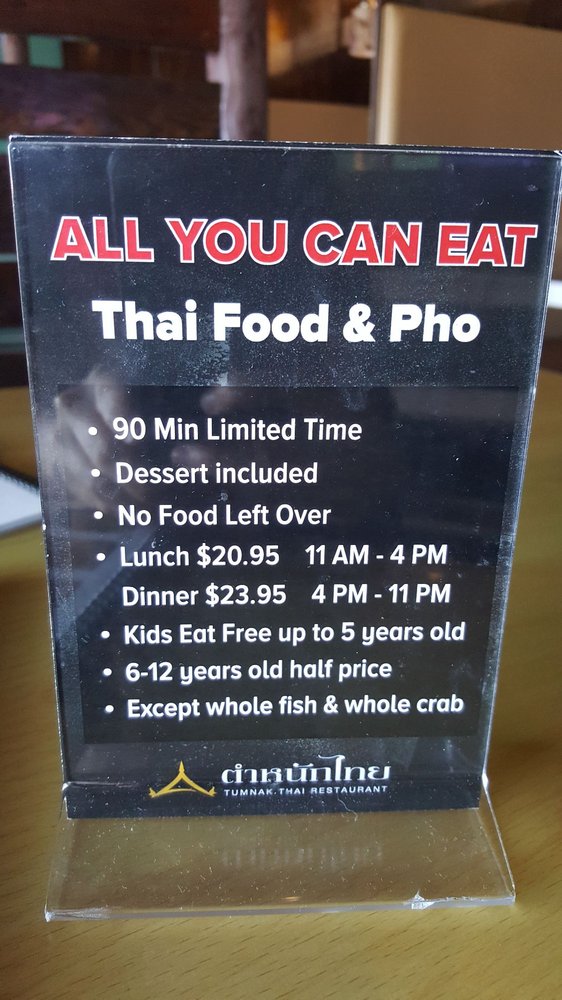 ALL YOU CAN EAT
Thai Food & Pho
• 90 Min Limited Time
• Dessert included
• No Food Left Over
• Lunch $20.95 11 AM - 4 PM
Dinner $23.95 4 PM - 11 PM
• Kids Eat Free up to 5 years old
• 6-12 years old half price
• Except whole fish & whole crab
ตำหนักไทย
TUMNAK THAI RESTAURANT